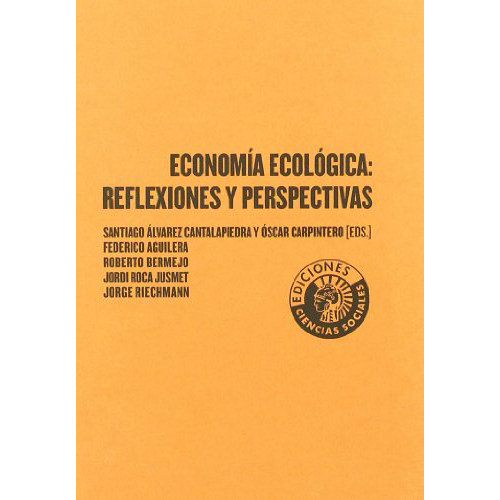 ECONOMÍA ECOLÓGICA:
REFLEXIONES Y PERSPECTIVAS
SANTIAGO ÁLVAREZ CANTALAPIEDRA Y ÓSCAR CARPINTERO [EDS.]
FEDERICO AGUILERA
ROBERTO BERMEJO
JORDI ROCA JUSMET
JORGE RIECHMANN
EDICIONES
CIENCIAS SOCIALES